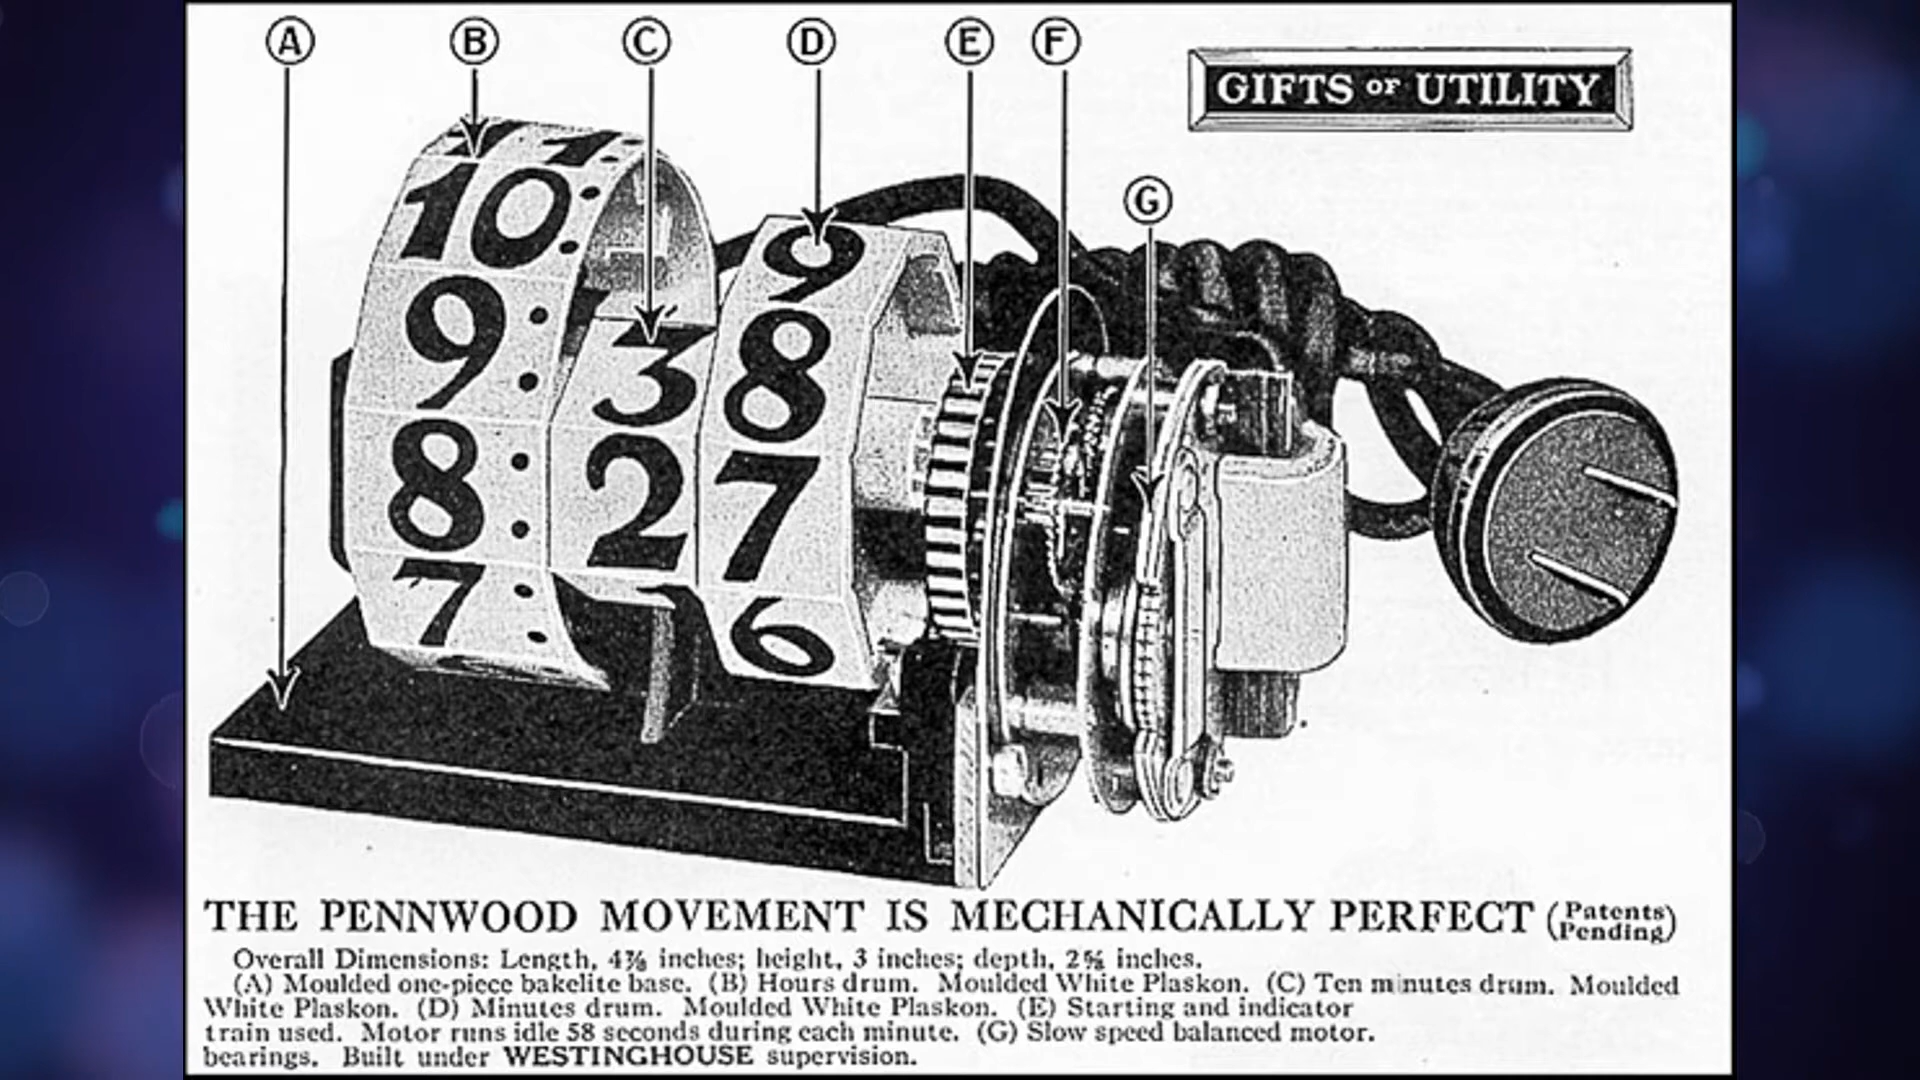 A B C D E F
GIFTS OF UTILITY
G
11:
10:
9
9:
3
8
8:
2
7
7:
6
THE PENNWOOD MOVEMENT IS MECHANICALLY PERFECT (Patents Pending)
Overall Dimensions: Length, 4⅞ inches; height, 3 inches; depth, 2⅝ inches.
(A) Moulded one-piece bakelite base. (B) Hours drum. Moulded White Plaskon. (C) Ten minutes drum. Moulded
White Plaskon. (D) Minutes drum. Moulded White Plaskon. (E) Starting and indicator
train used. Motor runs idle 58 seconds during each minute. (G) Slow speed balanced motor.
bearings. Built under WESTINGHOUSE supervision.